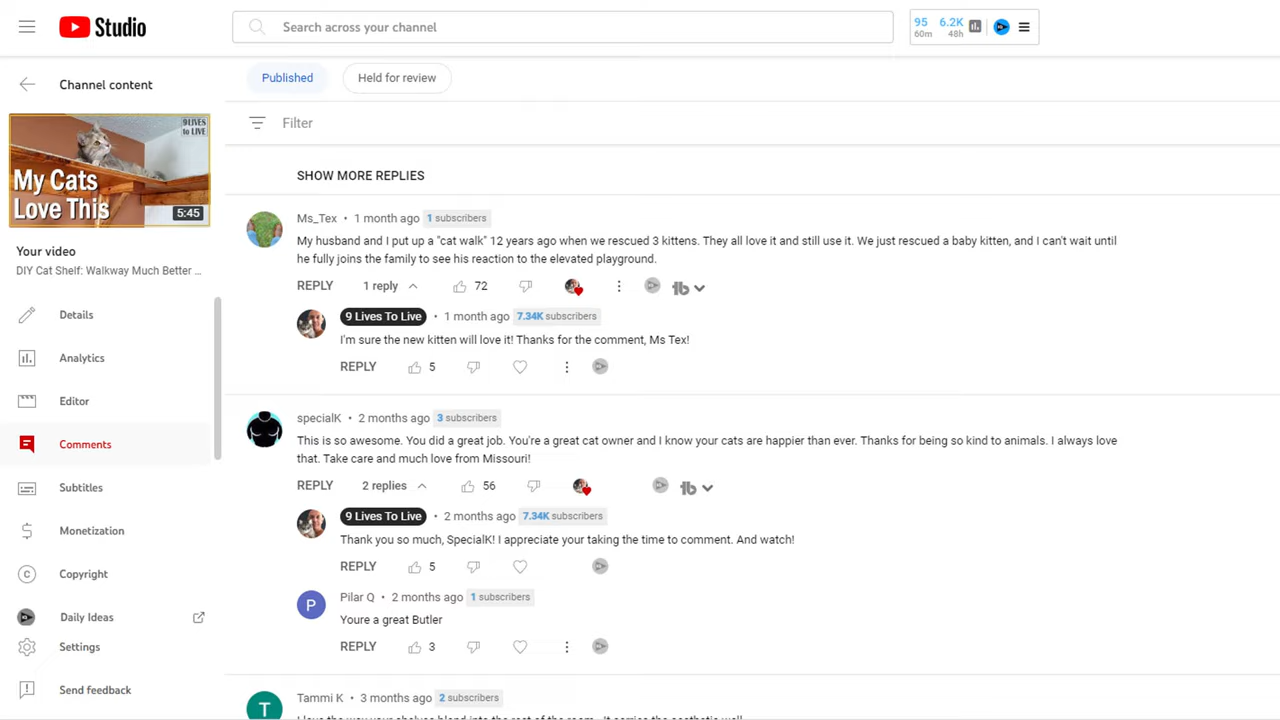 Studio
Search across your channel
95 6.2K
60m 48h
Channel content
9 LIVES
to LIVE
My Cats
Love This
5:45
Your video
DIY Cat Shelf: Walkway Much Better ...
Details
Analytics
Editor
Comments
Subtitles
Monetization
Copyright
Daily Ideas
Settings
Send feedback
Published Held for review
Filter
SHOW MORE REPLIES
Ms_Tex • 1 month ago 1 subscribers
My husband and I put up a "cat walk" 12 years ago when we rescued 3 kittens. They all love it and still use it. We just rescued a baby kitten, and I can't wait until
he fully joins the family to see his reaction to the elevated playground.
REPLY 1 reply 72 tb
9 Lives To Live • 1 month ago 7.34K subscribers
I'm sure the new kitten will love it! Thanks for the comment, Ms Tex!
REPLY 5
specialK • 2 months ago 3 subscribers
This is so awesome. You did a great job. You're a great cat owner and I know your cats are happier than ever. Thanks for being so kind to animals. I always love
that. Take care and much love from Missouri!
REPLY 2 replies 56 tb
9 Lives To Live • 2 months ago 7.34K subscribers
Thank you so much, SpecialK! I appreciate your taking the time to comment. And watch!
REPLY 5
P
Pilar Q • 2 months ago 1 subscribers
Youre a great Butler
REPLY 3
T
Tammi K • 3 months ago 2 subscribers